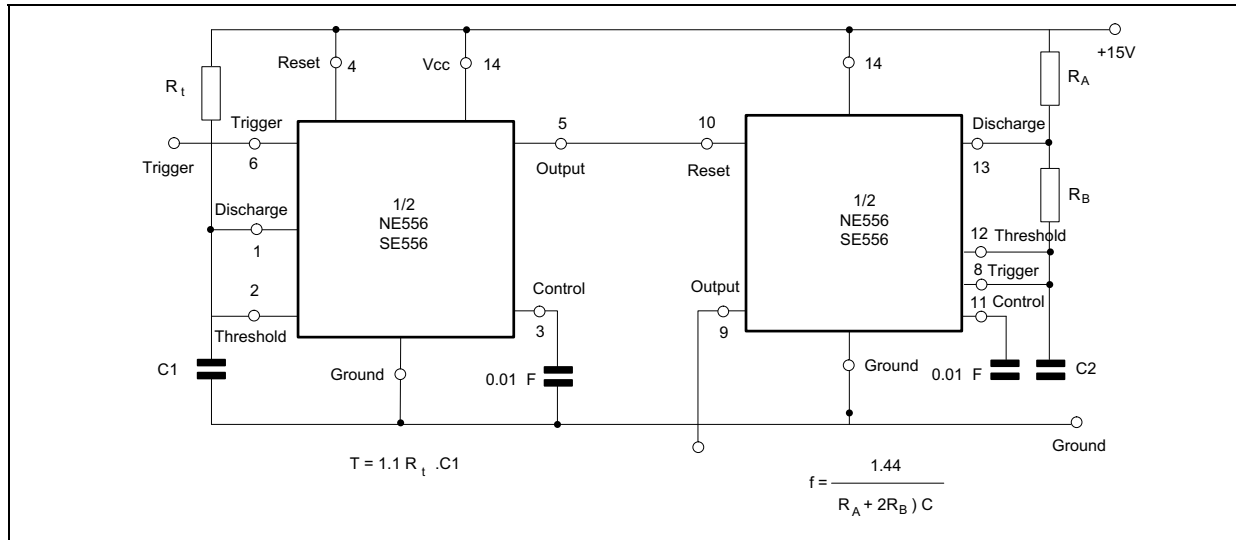 +15V
Reset
4
Vcc
14
14
R t
R A
Trigger
6
Trigger
5
Output
10
Reset
Discharge
13
R B
1/2
NE556
SE556
1/2
NE556
SE556
Discharge
1
12 Threshold
8 Trigger
11 Control
2
Threshold
Control
3
Output
9
C1
Ground
0.01 F
Ground
0.01 F
C2
Ground
T = 1.1 R t .C1
f = 1.44
R A + 2R B ) C